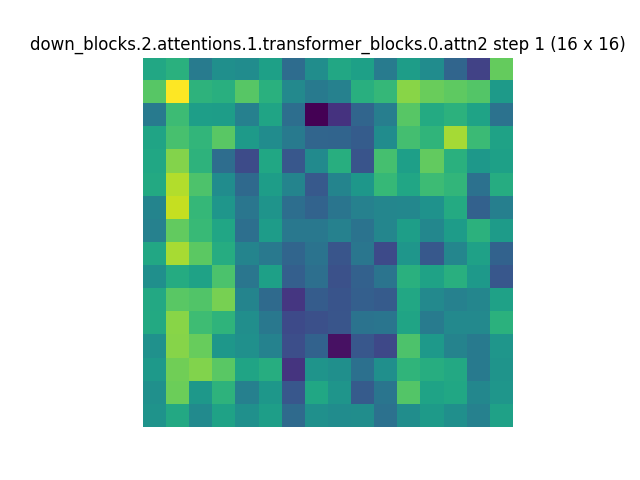 down_blocks.2.attentions.1.transformer_blocks.0.attn2 step 1 (16 x 16)